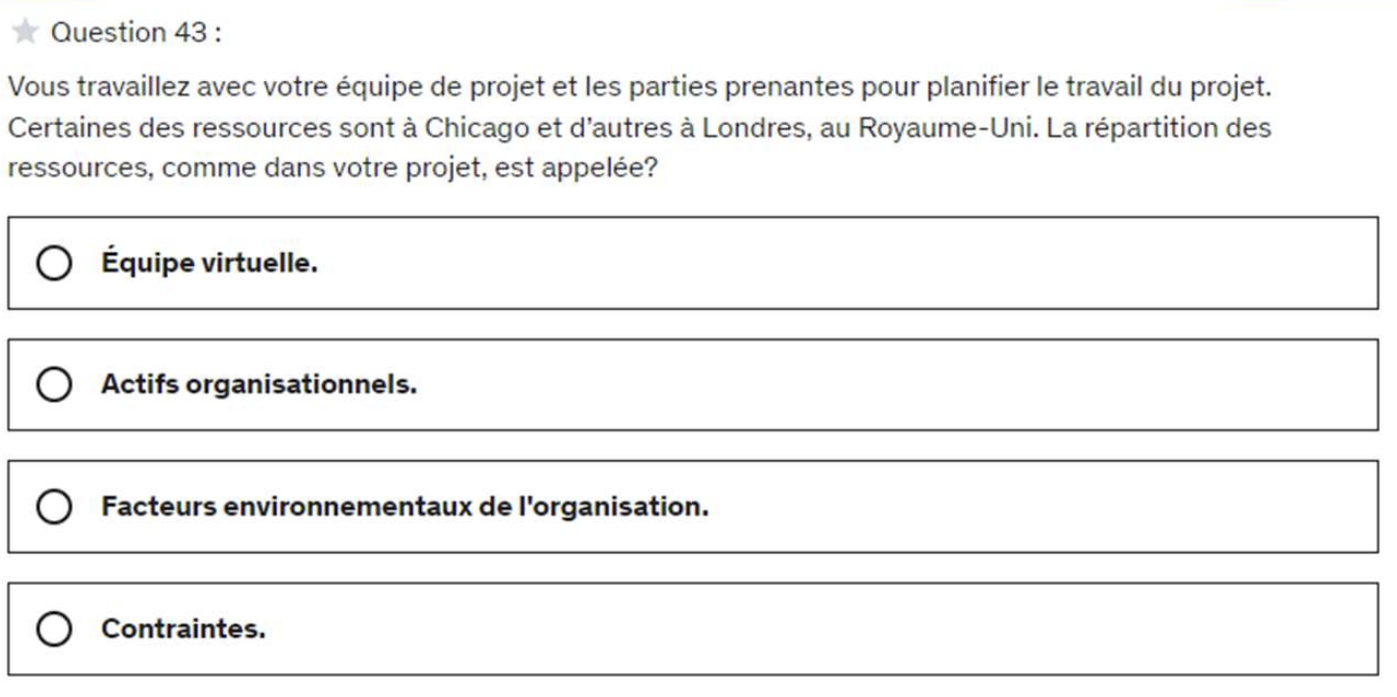 Question 43 :
Vous travaillez avec votre équipe de projet et les parties prenantes pour planifier le travail du projet.
Certaines des ressources sont à Chicago et d’autres à Londres, au Royaume-Uni. La répartition des
ressources, comme dans votre projet, est appelée?
Équipe virtuelle.
Actifs organisationnels.
Facteurs environnementaux de l'organisation.
Contraintes.